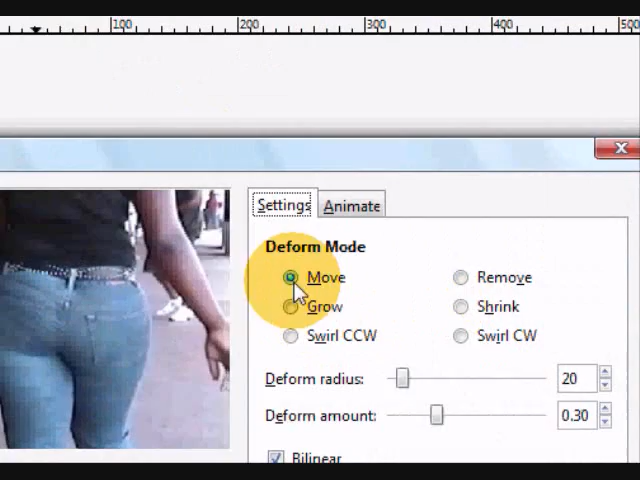 100 200 300 400 500
Settings Animate
Deform Mode
Move Remove
Grow Shrink
Swirl CCW Swirl CW
Deform radius: 20
Deform amount: 0.30
Bilinear